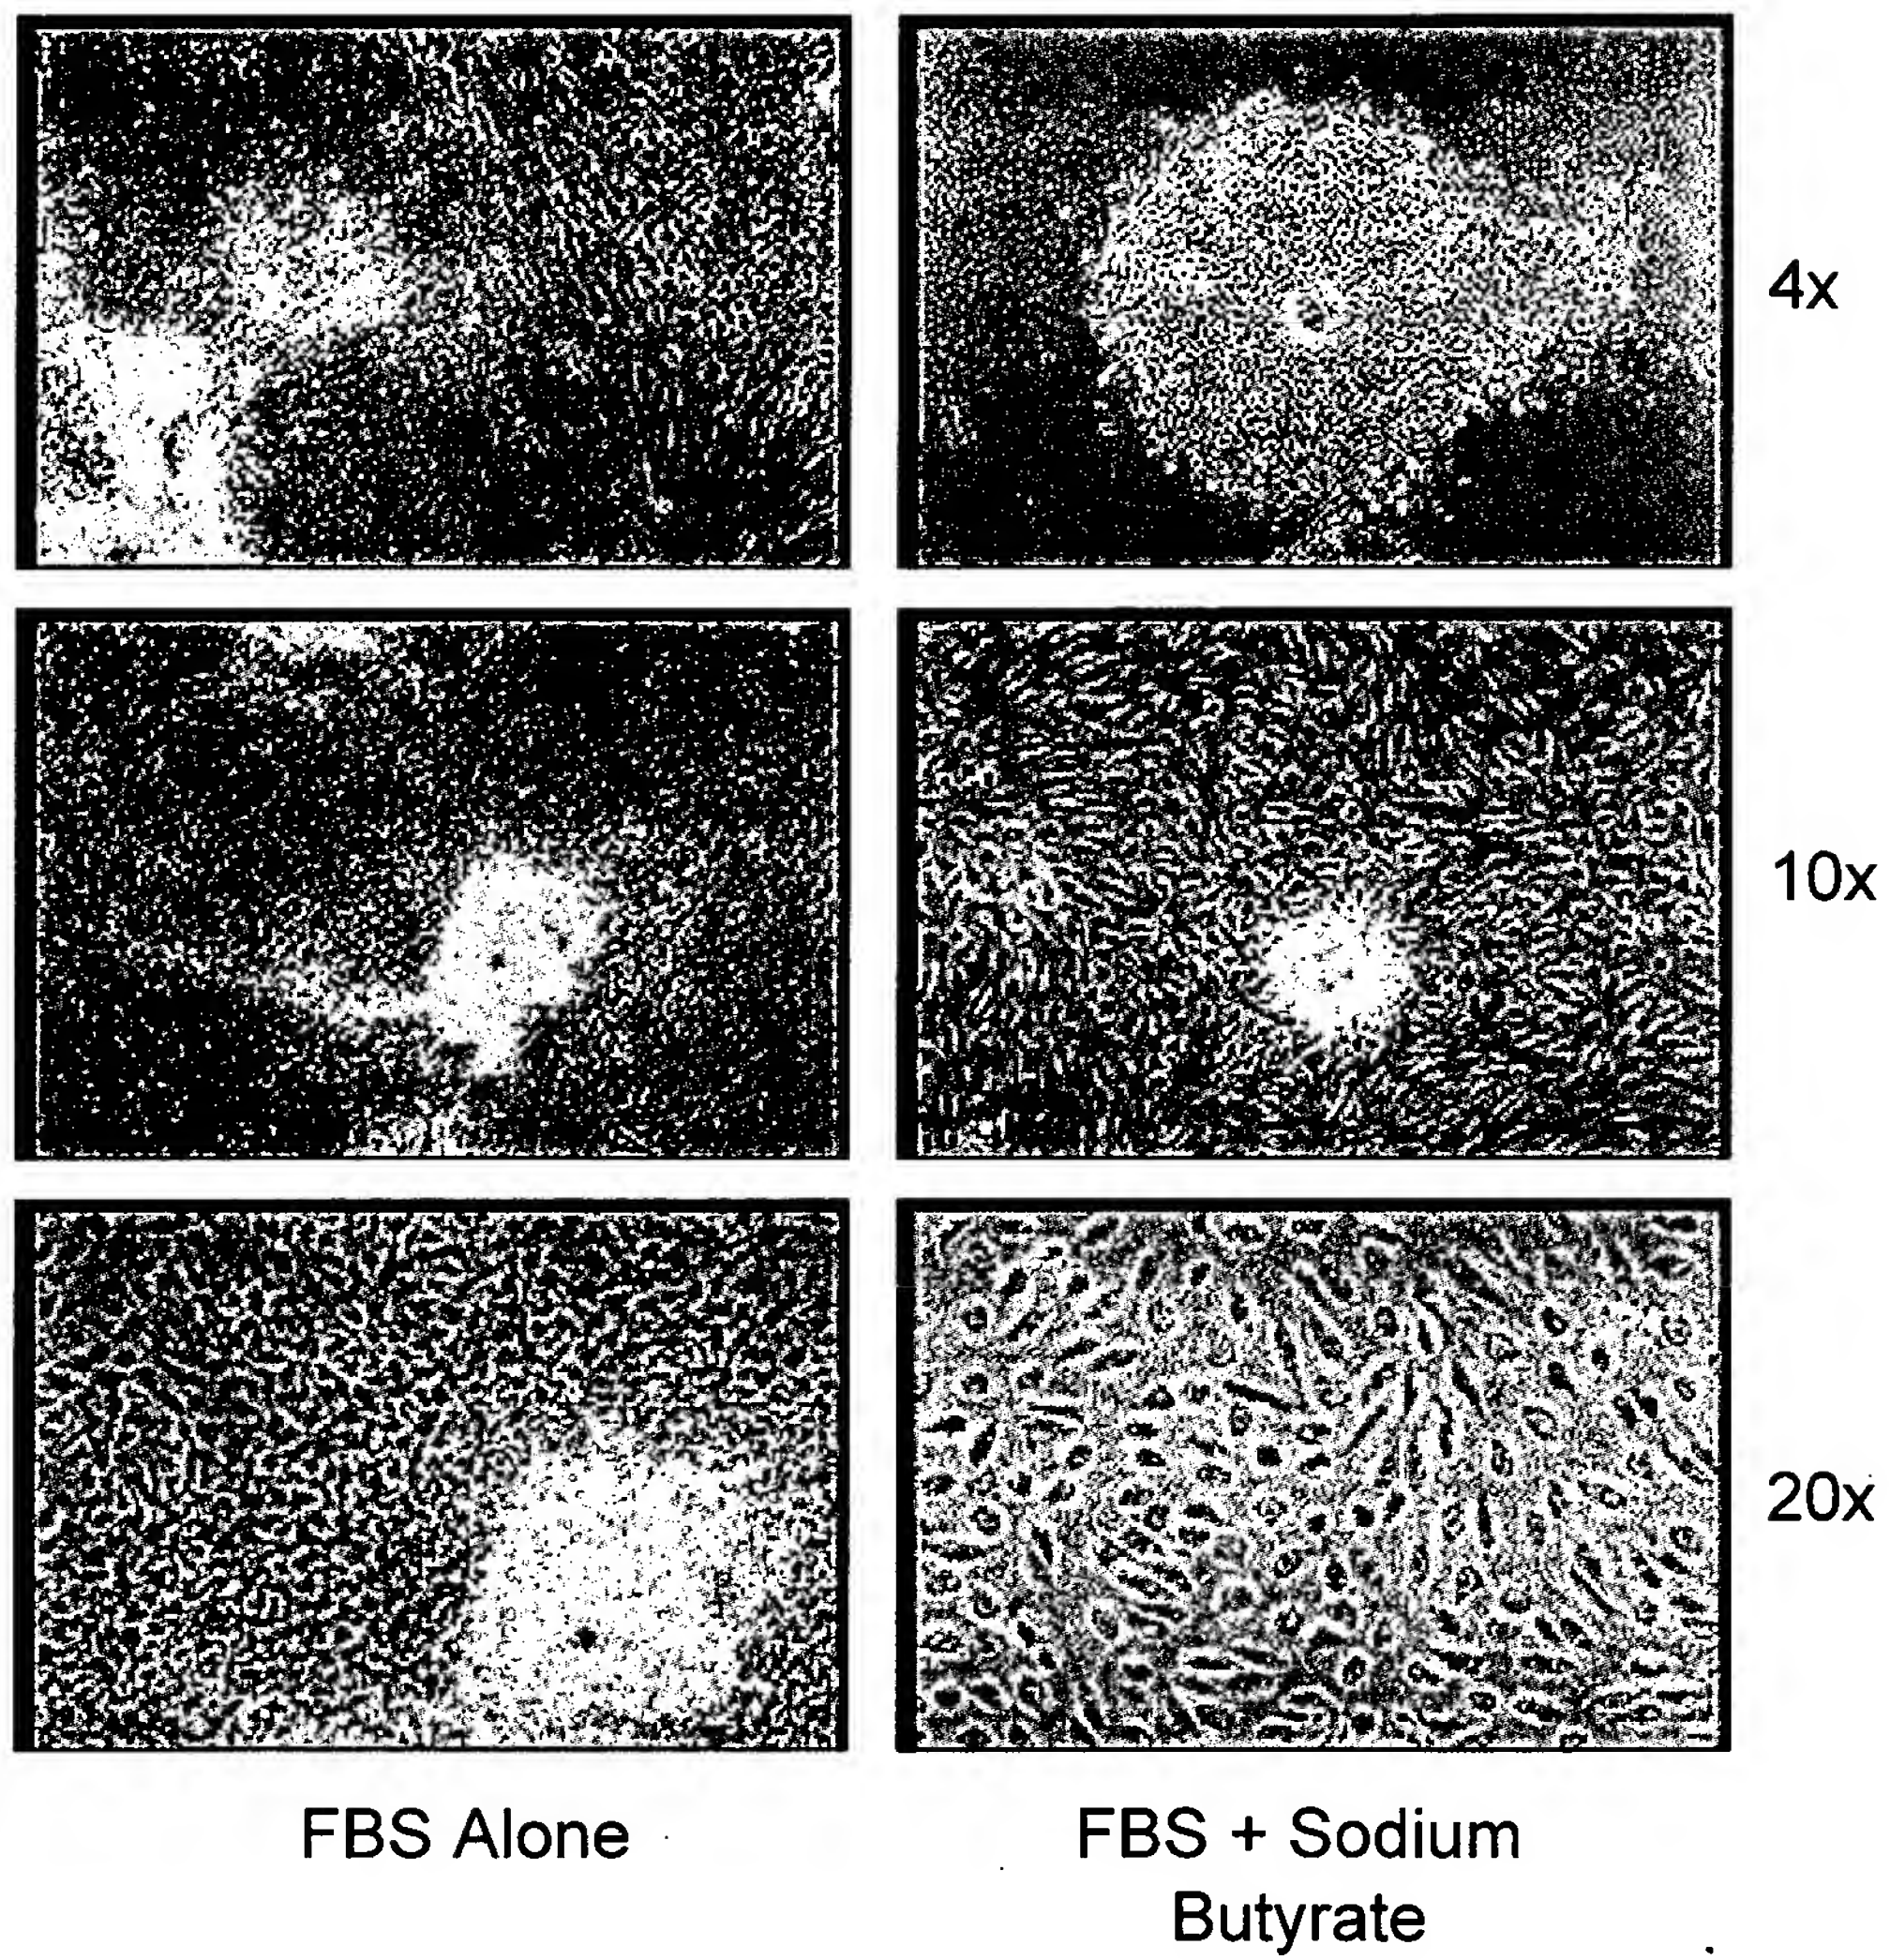 4x
10x
20x
FBS Alone
FBS + Sodium
Butyrate